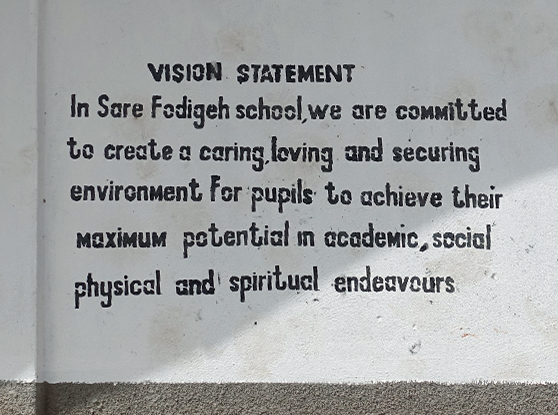 VISION STATEMENT
In Sare Fodigeh school,we are committed
to create a caring,loving and securing
environment for pupils to achieve their
maximum potential in academic, social
physical and spiritual endeavours